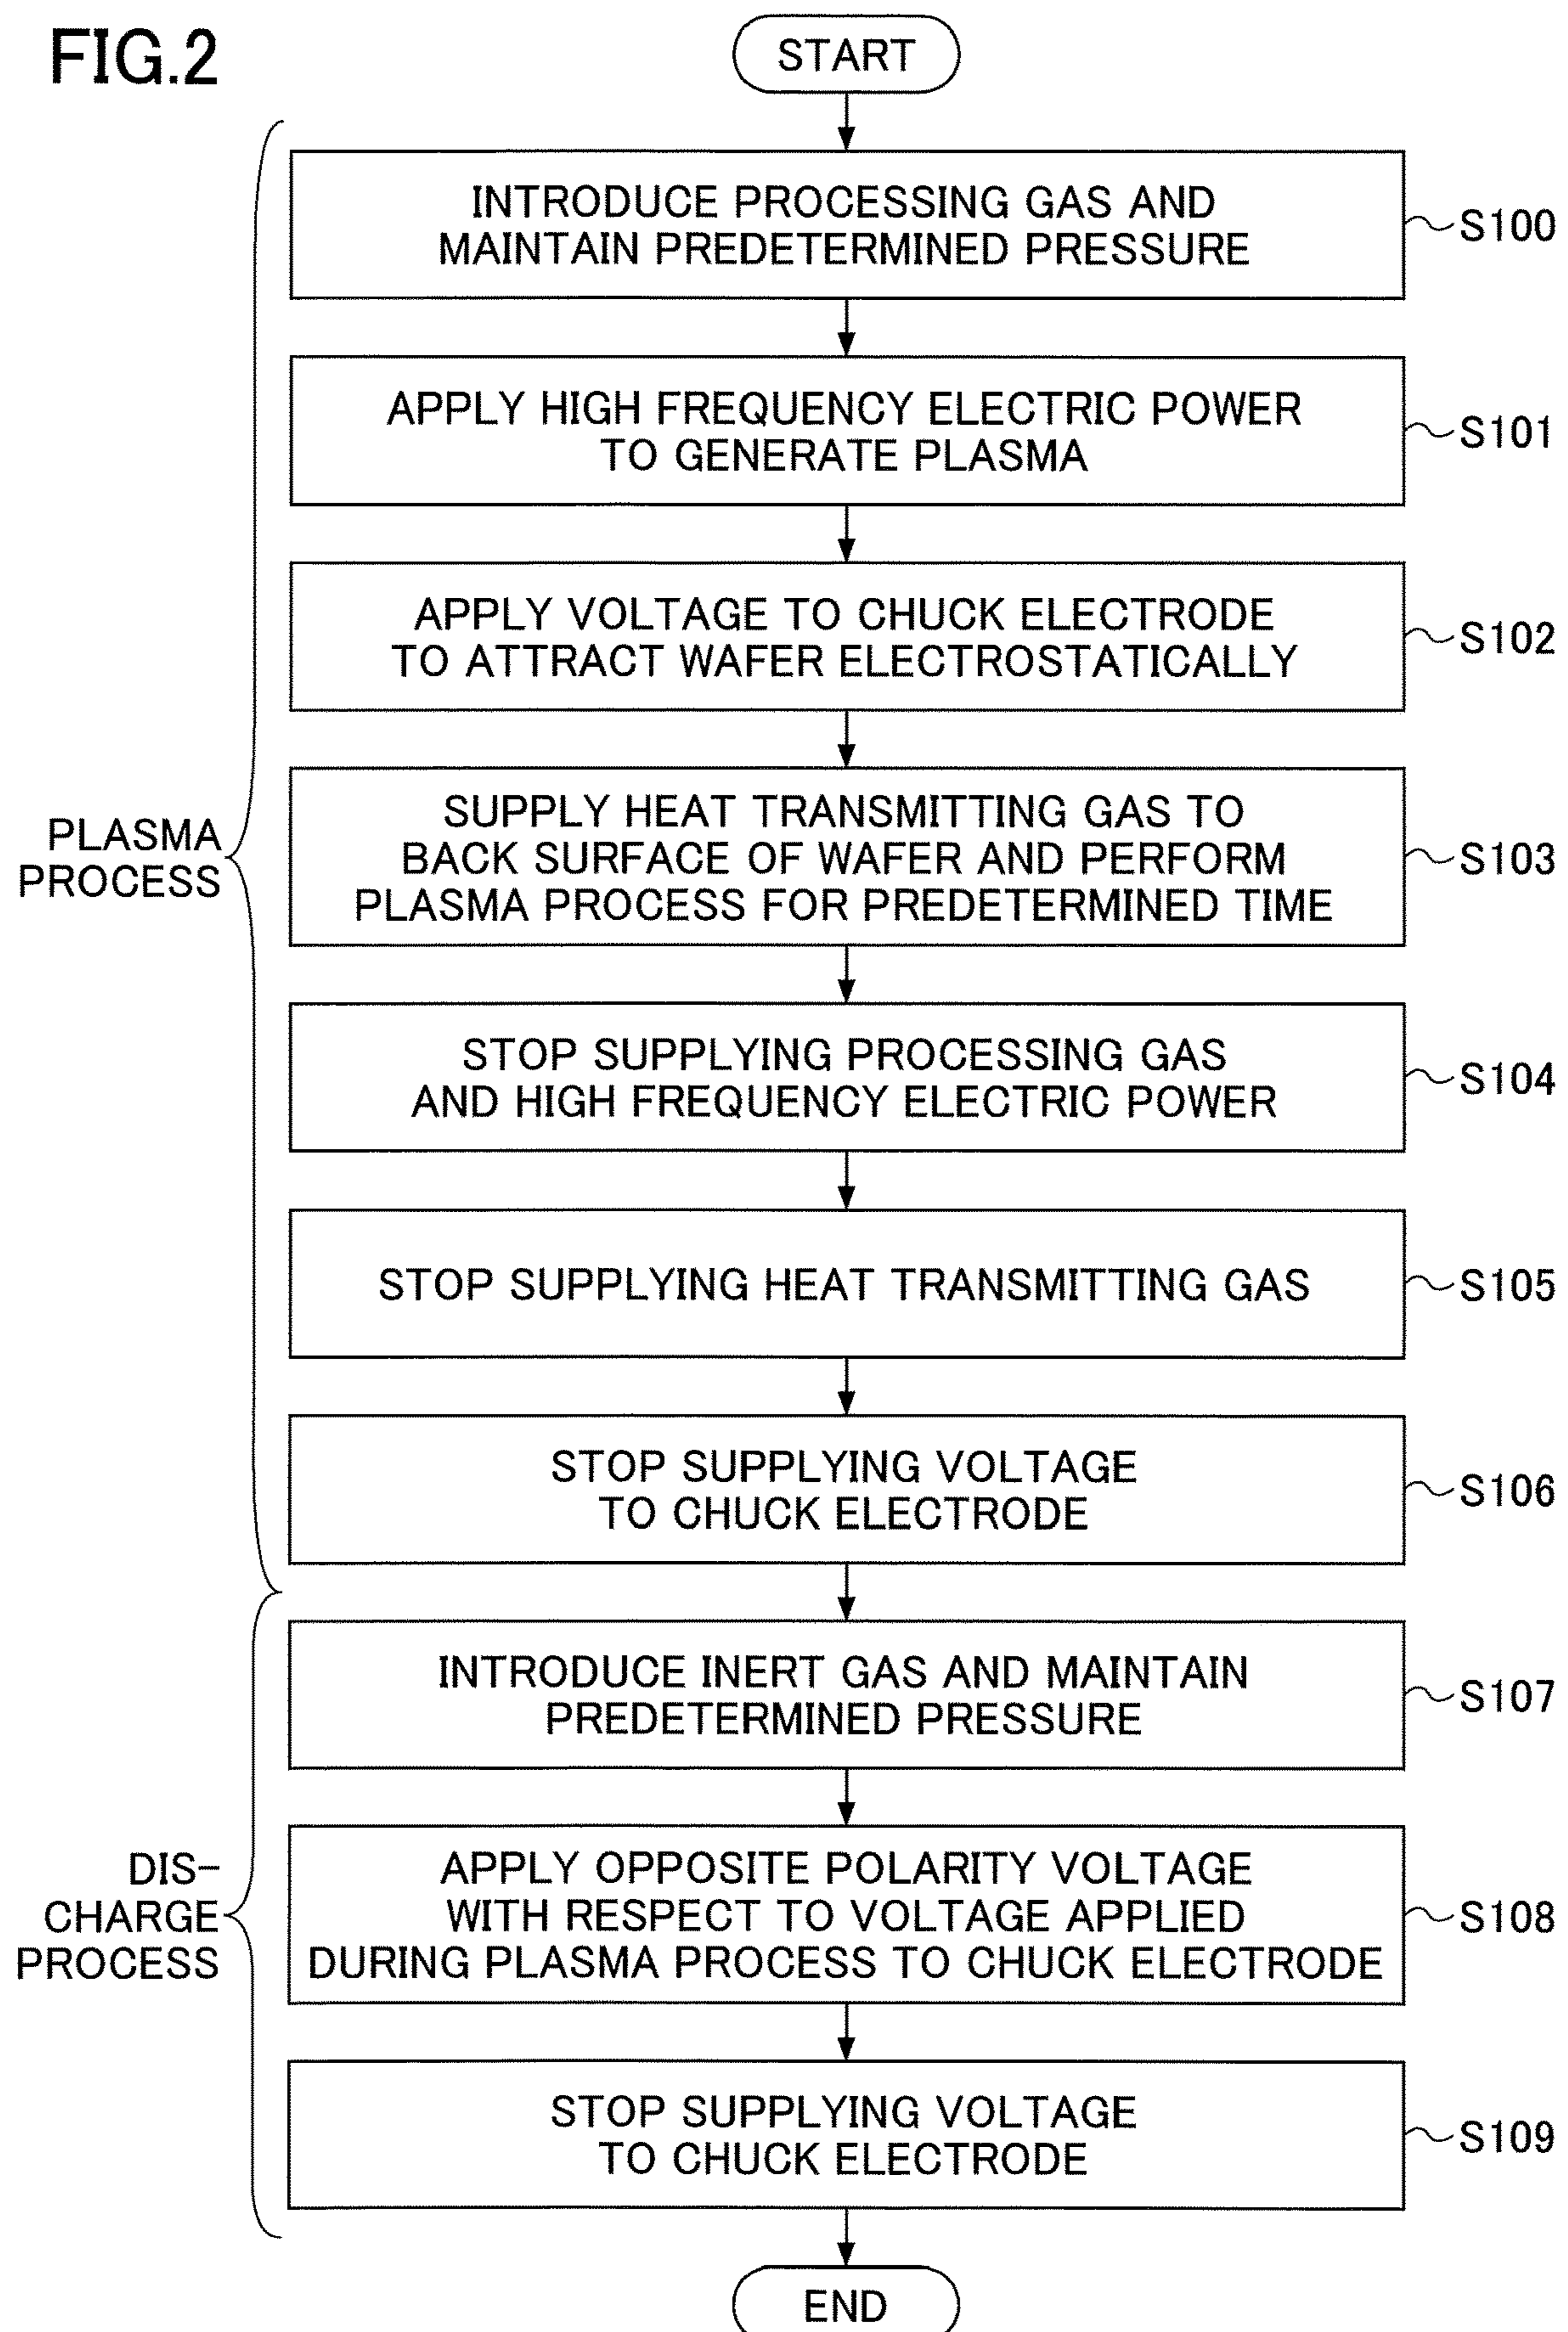 FIG.2
START
INTRODUCE PROCESSING GAS AND
MAINTAIN PREDETERMINED PRESSURE
S100
APPLY HIGH FREQUENCY ELECTRIC POWER
TO GENERATE PLASMA
S101
APPLY VOLTAGE TO CHUCK ELECTRODE
TO ATTRACT WAFER ELECTROSTATICALLY
S102
PLASMA
PROCESS
SUPPLY HEAT TRANSMITTING GAS TO
BACK SURFACE OF WAFER AND PERFORM
PLASMA PROCESS FOR PREDETERMINED TIME
S103
STOP SUPPLYING PROCESSING GAS
AND HIGH FREQUENCY ELECTRIC POWER
S104
STOP SUPPLYING HEAT TRANSMITTING GAS
S105
STOP SUPPLYING VOLTAGE
TO CHUCK ELECTRODE
S106
INTRODUCE INERT GAS AND MAINTAIN
PREDETERMINED PRESSURE
S107
DIS-
CHARGE
PROCESS
APPLY OPPOSITE POLARITY VOLTAGE
WITH RESPECT TO VOLTAGE APPLIED
DURING PLASMA PROCESS TO CHUCK ELECTRODE
S108
STOP SUPPLYING VOLTAGE
TO CHUCK ELECTRODE
S109
END